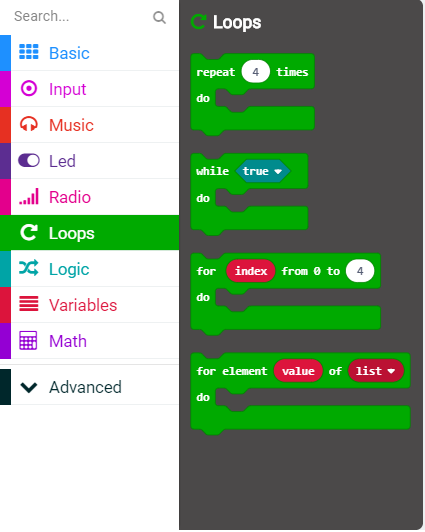 Search...
Basic
Input
Music
Led
Radio
Loops
Logic
Variables
Math
Advanced
Loops
repeat 4 times
do
while true
do
for index from 0 to 4
do
for element value of list
do